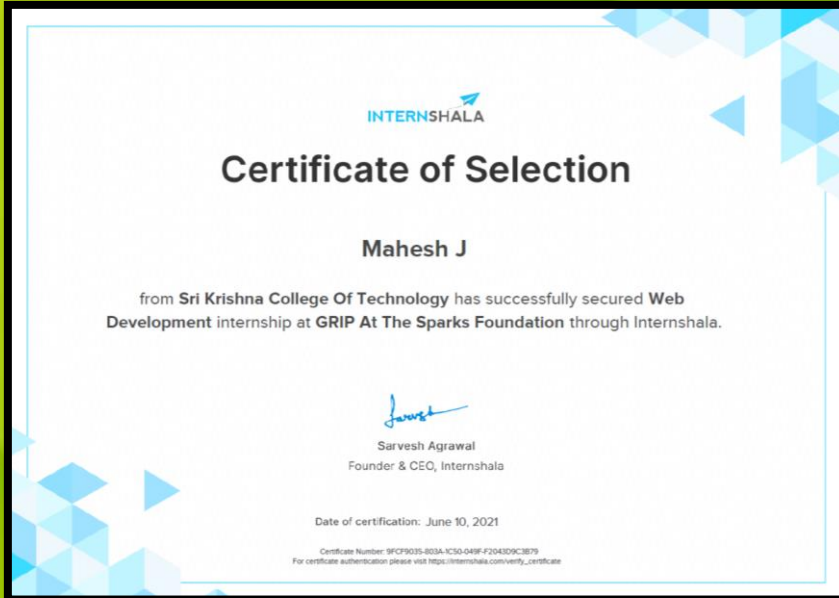 INTERNSHALA
Certificate of Selection
Mahesh J
from Sri Krishna College Of Technology has successfully secured Web
Development internship at GRIP At The Sparks Foundation through Internshala.
Sarvesh Agrawal
Founder & CEO, Internshala
Date of certification: June 10, 2021
Certificate Number: 9FCF9035-803A-1C50-049F-F2043D9C3B79
For certificate authentication please visit https://internshala.com/verify_certificate